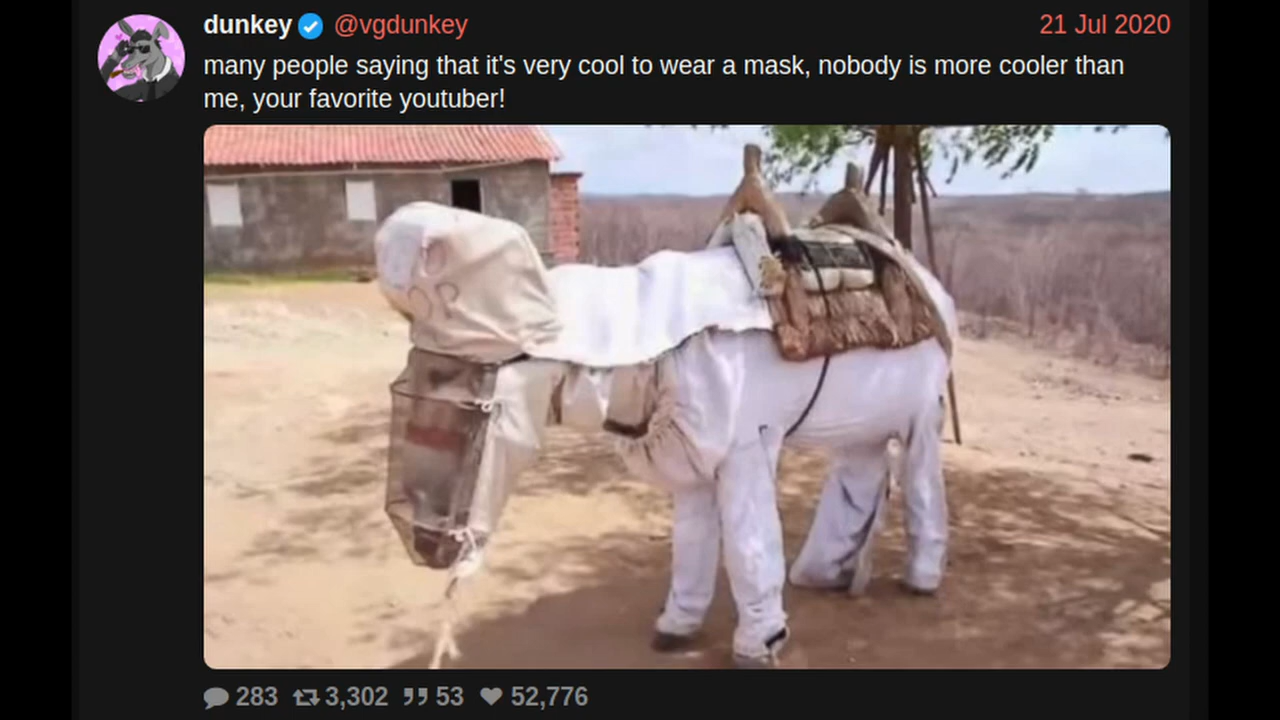 dunkey @vgdunkey 21 Jul 2020
many people saying that it's very cool to wear a mask, nobody is more cooler than
me, your favorite youtuber!
283 3,302 53 52,776